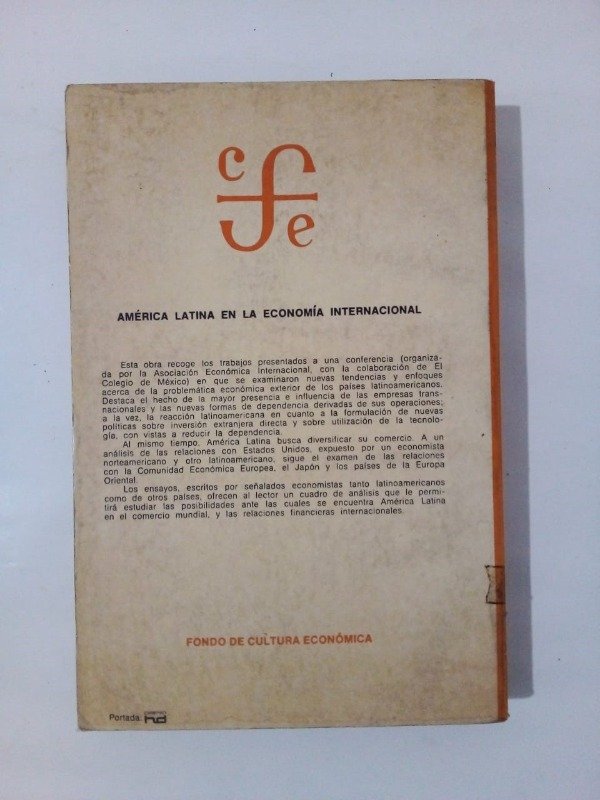 c f e
AMÉRICA LATINA EN LA ECONOMÍA INTERNACIONAL
Esta obra recoge los trabajos presentados a una conferencia (organiza-
da por la Asociación Económica Internacional, con la colaboración de El
Colegio de México) en que se examinaron nuevas tendencias y enfoques
acerca de la problemática económica exterior de los países latinoamericanos.
Destaca el hecho de la mayor presencia e influencia de las empresas trans-
nacionales y las nuevas formas de dependencia derivadas de sus operaciones;
a la vez, la reacción latinoamericana en cuanto a la formulación de nuevas
políticas sobre inversión extranjera directa y sobre utilización de la tecnolo-
gía, con vistas a reducir la dependencia.
Al mismo tiempo, América Latina busca diversificar su comercio. A un
análisis de las relaciones con Estados Unidos, expuesto por un economista
norteamericano y otro latinoamericano, sigue el examen de las relaciones
con la Comunidad Económica Europea, el Japón y los países de la Europa
Oriental.
Los ensayos, escritos por señalados economistas tanto latinoamericanos
como de otros países, ofrecen al lector un cuadro de análisis que le permi-
tirá estudiar las posibilidades ante las cuales se encuentra América Latina
en el comercio mundial, y las relaciones financieras internacionales.
FONDO DE CULTURA ECONÓMICA
Portada: